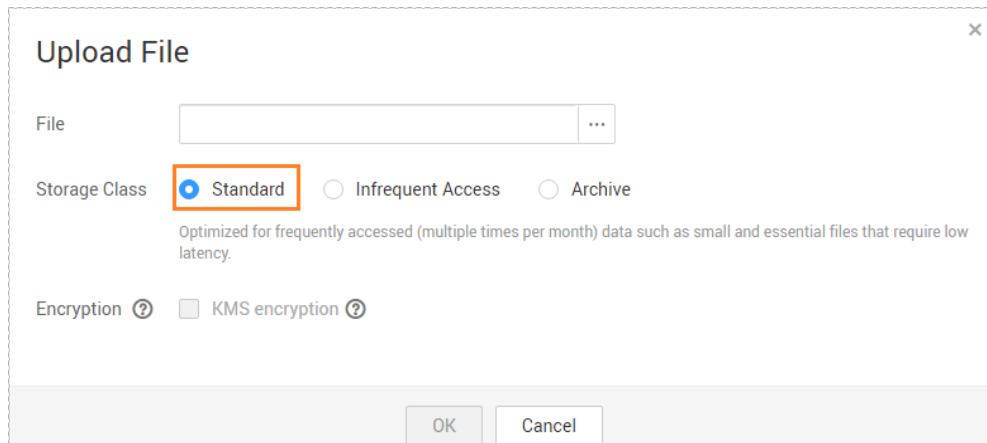 Upload File
File
...
Storage Class Standard Infrequent Access Archive
Optimized for frequently accessed (multiple times per month) data such as small and essential files that require low
latency.
Encryption ? KMS encryption ?
OK Cancel